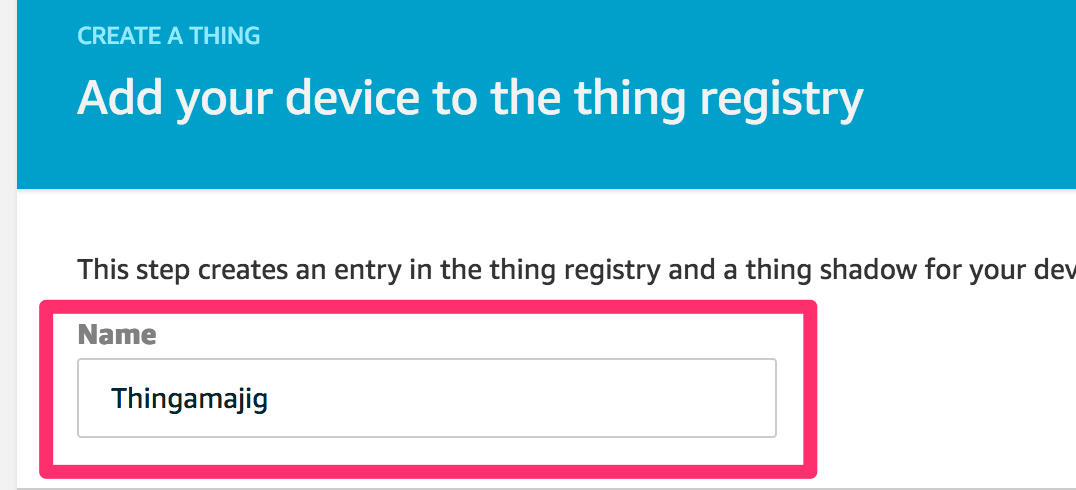 CREATE A THING
Add your device to the thing registry
This step creates an entry in the thing registry and a thing shadow for your
Name
Thingamajig